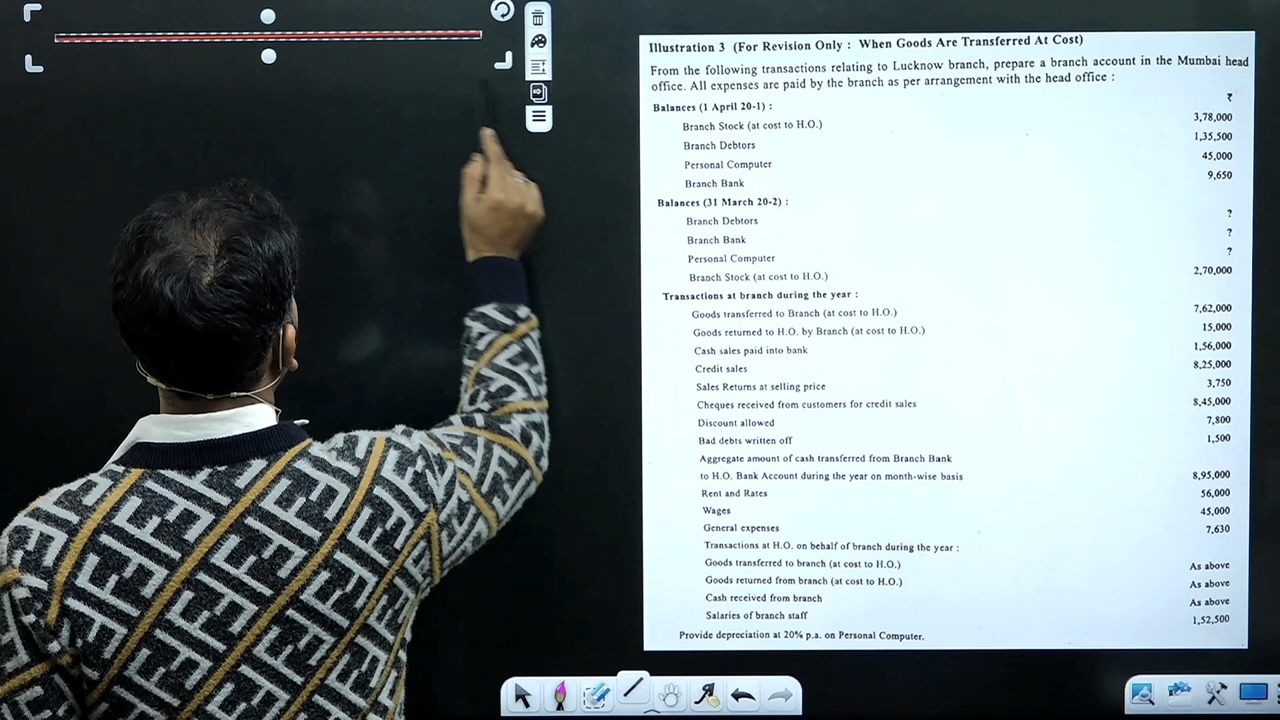 Illustration 3 (For Revision Only : When Goods Are Transferred At Cost)
From the following transactions relating to Lucknow branch, prepare a branch account in the Mumbai head
office. All expenses are paid by the branch as per arrangement with the head office :
Balances (1 April 20-1) : ₹
Branch Stock (at cost to H.O.) 3,78,000
Branch Debtors 1,35,500
Personal Computer 45,000
Branch Bank 9,650
Balances (31 March 20-2) :
Branch Debtors ?
Branch Bank ?
Personal Computer ?
Branch Stock (at cost to H.O.) 2,70,000
Transactions at branch during the year :
Goods transferred to Branch (at cost to H.O.) 7,62,000
Goods returned to H.O. by Branch (at cost to H.O.) 15,000
Cash sales paid into bank 1,56,000
Credit sales 8,25,000
Sales Returns at selling price 3,750
Cheques received from customers for credit sales 8,45,000
Discount allowed 7,800
Bad debts written off 1,500
Aggregate amount of cash transferred from Branch Bank
to H.O. Bank Account during the year on month-wise basis 8,95,000
Rent and Rates 56,000
Wages 45,000
General expenses 7,630
Transactions at H.O. on behalf of branch during the year :
Goods transferred to branch (at cost to H.O.) As above
Goods returned from branch (at cost to H.O.) As above
Cash received from branch As above
Salaries of branch staff 1,52,500
Provide depreciation at 20% p.a. on Personal Computer.